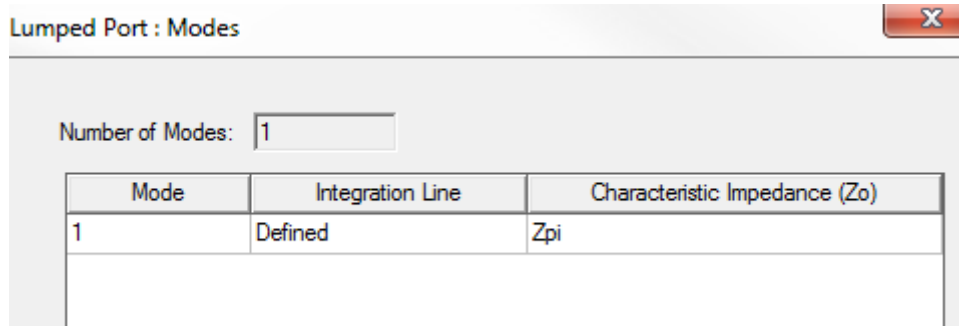 Lumped Port : Modes
Number of Modes: 1
Mode Integration Line Characteristic Impedance (Zo)
1 Defined Zpi